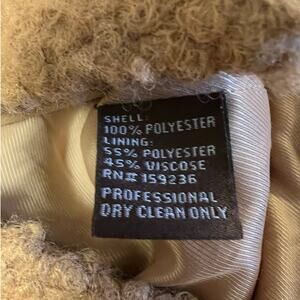 SHELL:
100% POLYESTER
LINING:
55% POLYESTER
45% VISCOSE
RN# 159236
PROFESSIONAL
DRY CLEAN ONLY